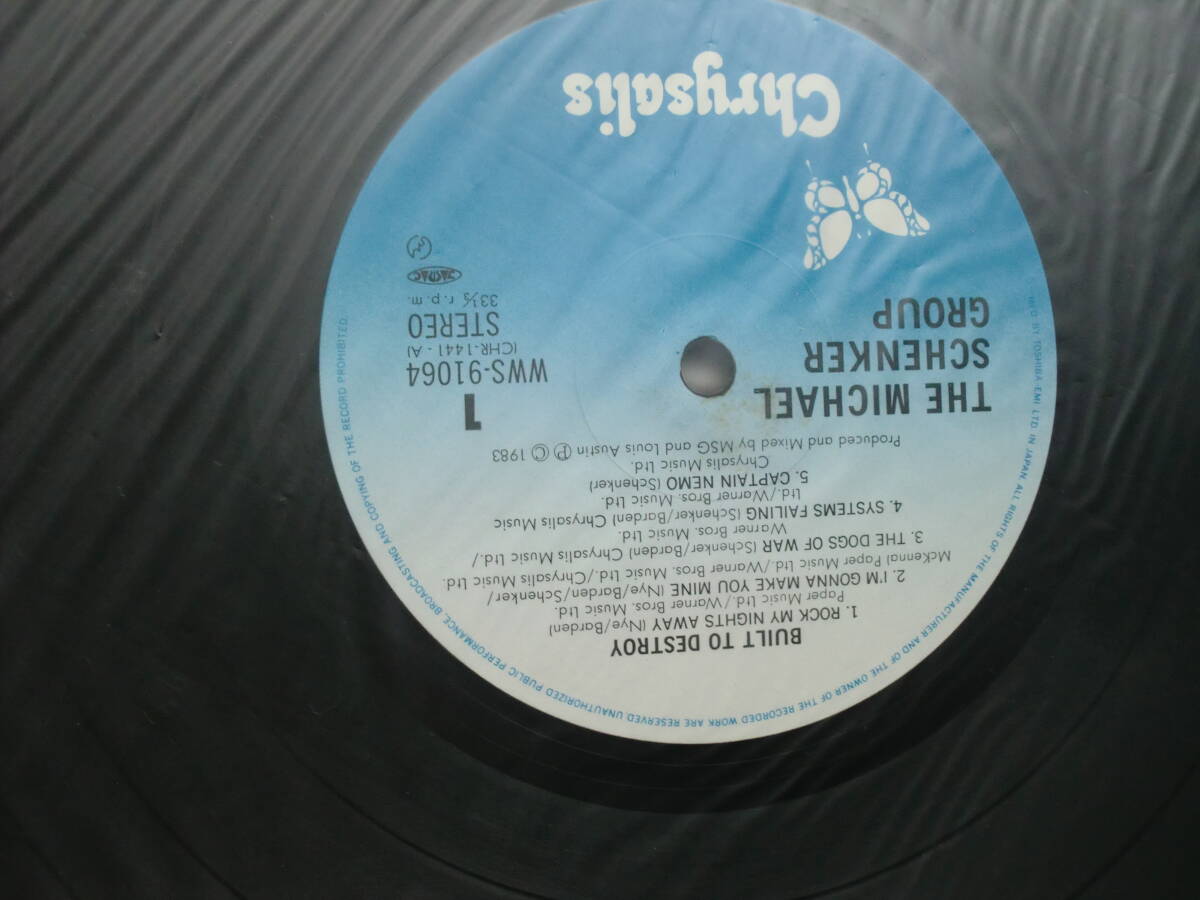 Chrysalis
THE MICHAEL
SCHENKER
GROUP
JASRAC
33⅓ r. p. m.
STEREO
(CHR-1441 - A)
WWS-91064
1
BUILT TO DESTROY
1. ROCK MY NIGHTS AWAY (Nye/Barden)
Paper Music Ltd./Warner Bros. Music Ltd.
2. I'M GONNA MAKE YOU MINE (Nye/Barden/Schenker/
McKenna) Paper Music Ltd./Warner Bros. Music Ltd./Chrysalis Music Ltd.
3. THE DOGS OF WAR (Schenker/Barden) Chrysalis Music Ltd./
Warner Bros. Music Ltd.
4. SYSTEMS FAILING (Schenker/Barden) Chrysalis Music
Ltd./Warner Bros. Music Ltd.
5. CAPTAIN NEMO (Schenker)
Chrysalis Music Ltd.
Produced and Mixed by MSG and Louis Austin Ⓟ © 1983
BY TOSHIBA-EMI LTD. IN JAPAN. ALL RIGHTS OF THE MANUFACTURER AND OF THE OWNER OF THE RECORDED WORK ARE RESERVED. UNAUTHORIZED PUBLIC PERFORMANCE, BROADCASTING AND COPYING OF THE RECORD PROHIBITED.